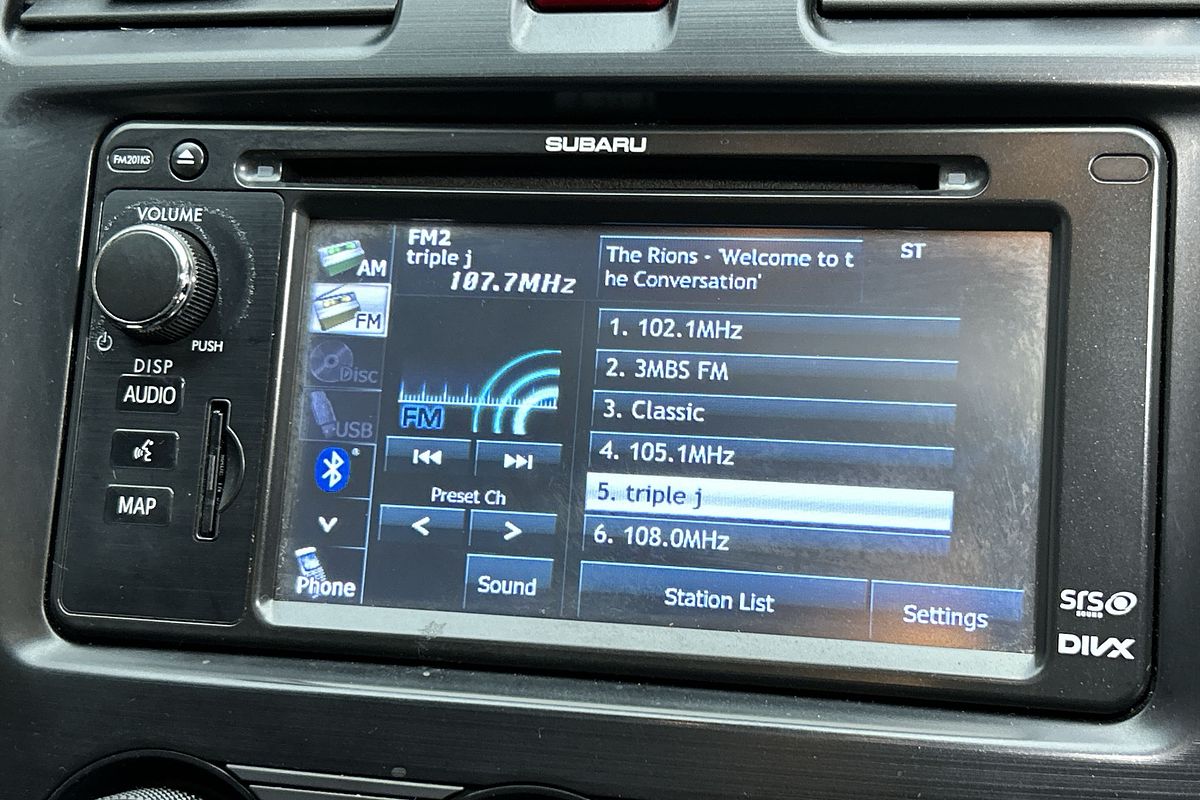 SUBARU
FM201KS
VOLUME
PUSH
DISP
AUDIO
MAP
AM
FM
Disc
USB
Phone
FM2
triple j
107.7MHz
FM
Preset Ch
<
>
Sound
The Rions - 'Welcome to t
he Conversation'
ST
1. 102.1MHz
2. 3MBS FM
3. Classic
4. 105.1MHz
5. triple j
6. 108.0MHz
Station List
Settings
SRS
SOUND
DIVX